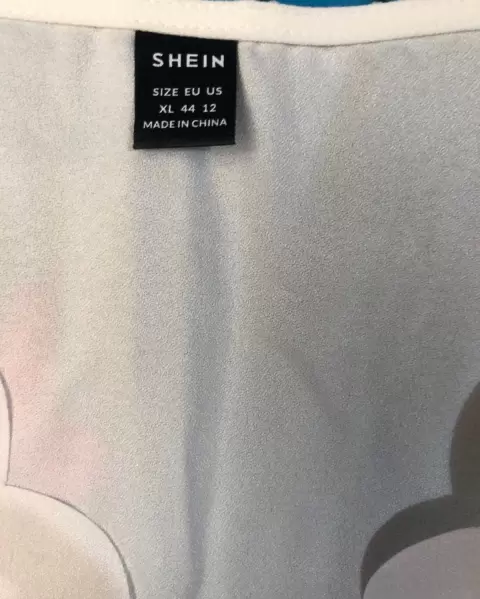 SHEIN
SIZE EU US
XL 44 12
MADE IN CHINA